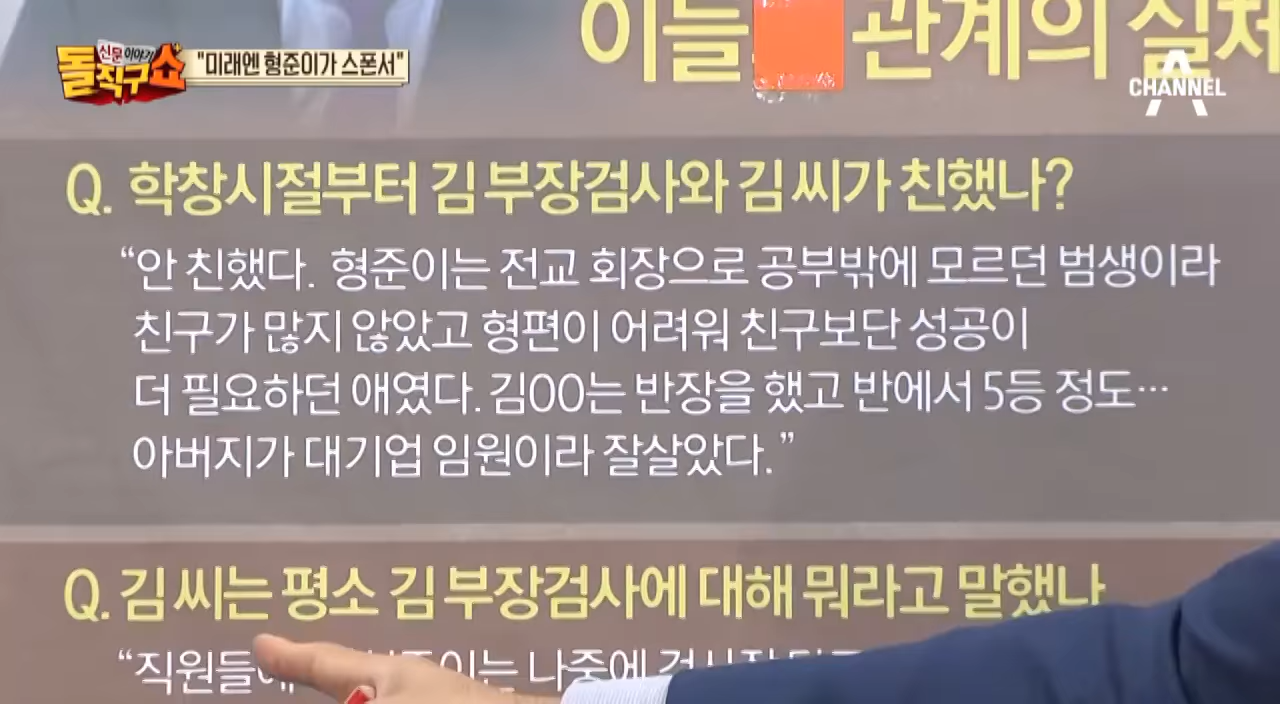 돌직구쇼
신문이야기
"미래엔 형준이가 스폰서"
이들 관계의 실체
CHANNEL A
Q. 학창시절부터 김 부장검사와 김 씨가 친했나?
“안 친했다. 형준이는 전교 회장으로 공부밖에 모르던 범생이라
친구가 많지 않았고 형편이 어려워 친구보단 성공이
더 필요하던 애였다. 김OO는 반장을 했고 반에서 5등 정도…
아버지가 대기업 임원이라 잘살았다.”
Q. 김 씨는 평소 김 부장검사에 대해 뭐라고 말했나
“직원들에 나중에